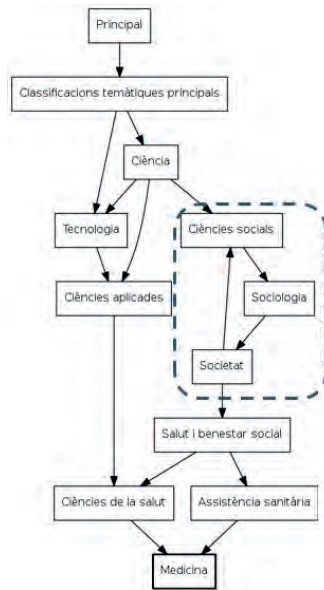 Principal
Classificacions temàtiques principals
Ciència
Tecnologia
Ciències socials
Ciències aplicades
Sociologia
Societat
Salut i benestar social
Ciències de la salut
Assistència sanitària
Medicina